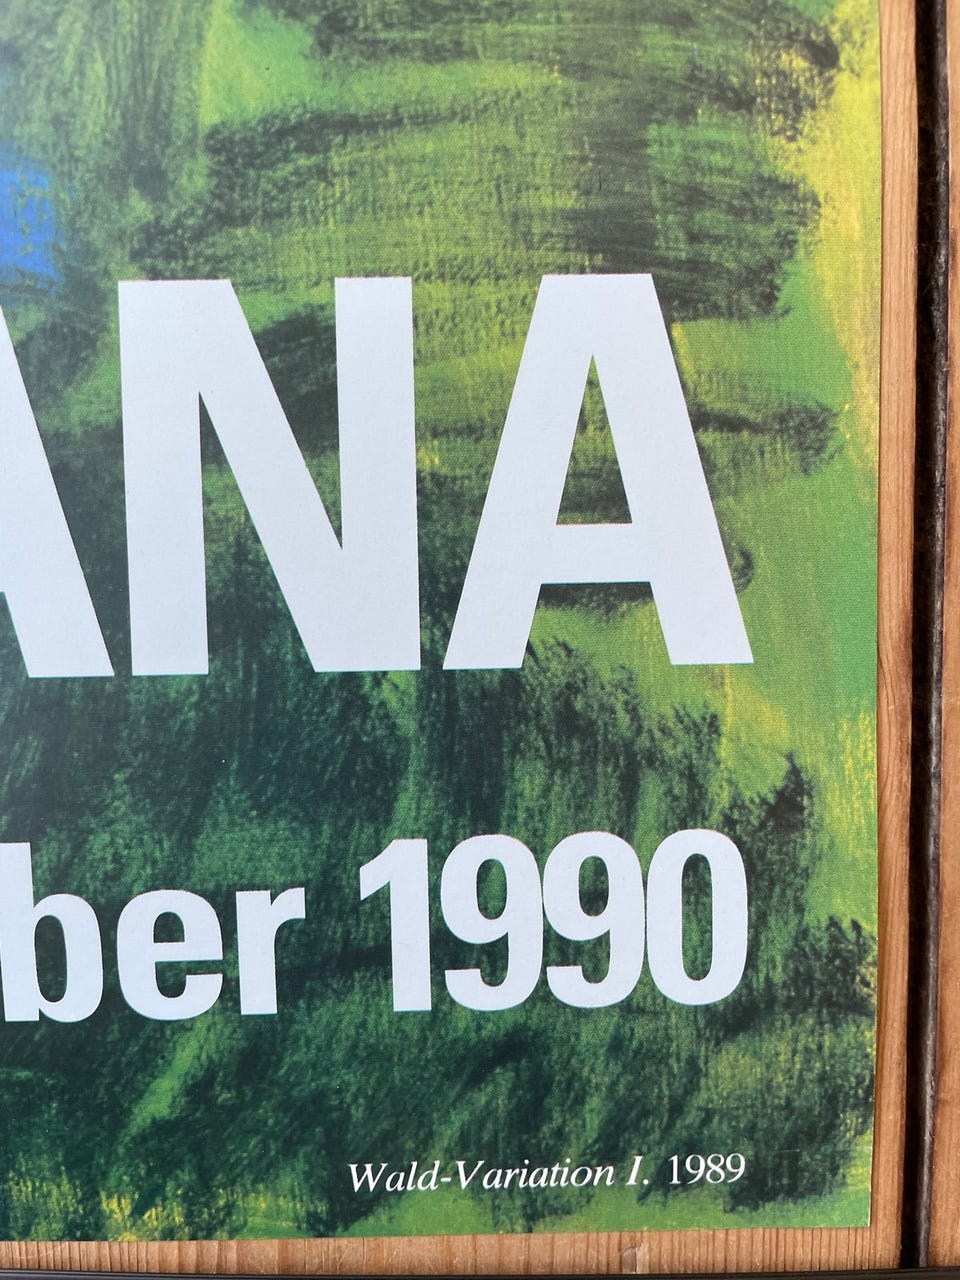 ANA
ber 1990
Wald-Variation I. 1989